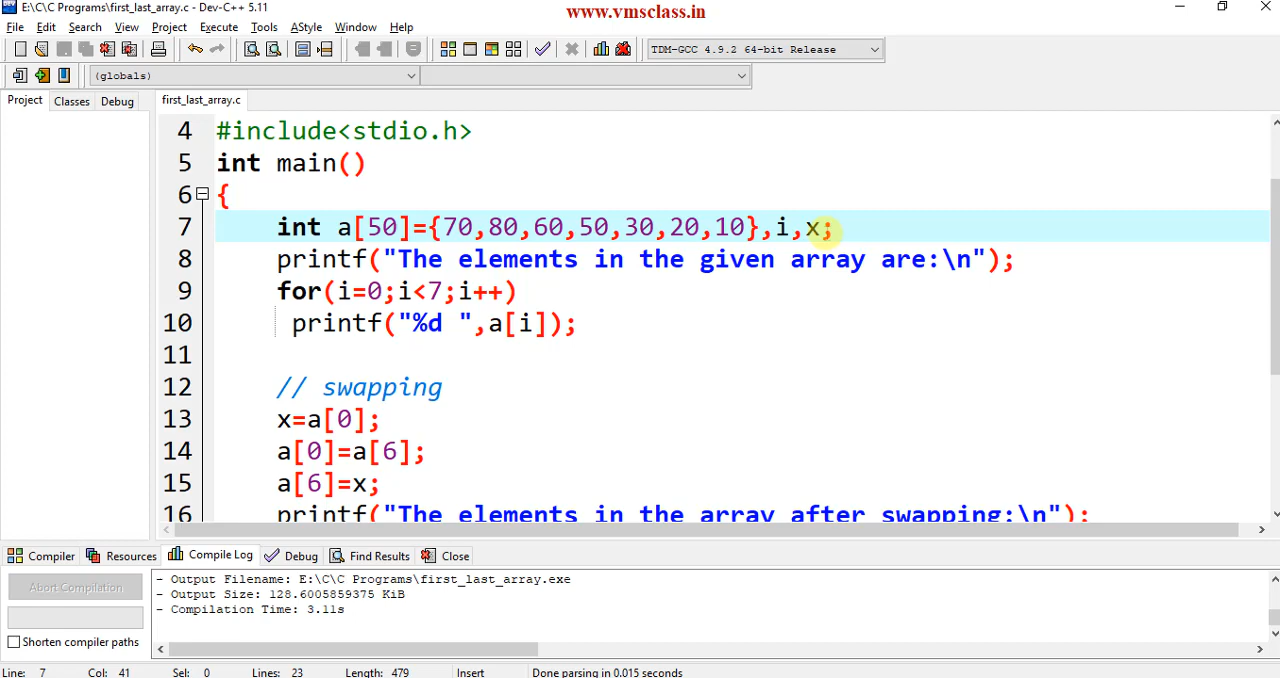 E:\C\C Programs\first_last_array.c - Dev-C++ 5.11
www.vmsclass.in
File Edit Search View Project Execute Tools AStyle Window Help
TDM-GCC 4.9.2 64-bit Release
(globals)
Project Classes Debug
first_last_array.c
4 #include<stdio.h>
5 int main()
6 {
7 int a[50]={70,80,60,50,30,20,10},i,x;
8 printf("The elements in the given array are:\n");
9 for(i=0;i<7;i++)
10 printf("%d ",a[i]);
11
12 // swapping
13 x=a[0];
14 a[0]=a[6];
15 a[6]=x;
16 printf("The elements in the array after swapping:\n");
Compiler Resources Compile Log Debug Find Results Close
Abort Compilation
Shorten compiler paths
- Output Filename: E:\C\C Programs\first_last_array.exe
- Output Size: 128.6005859375 KiB
- Compilation Time: 3.11s
Line: 7 Col: 41 Sel: 0 Lines: 23 Length: 479 Insert Done parsing in 0.015 seconds